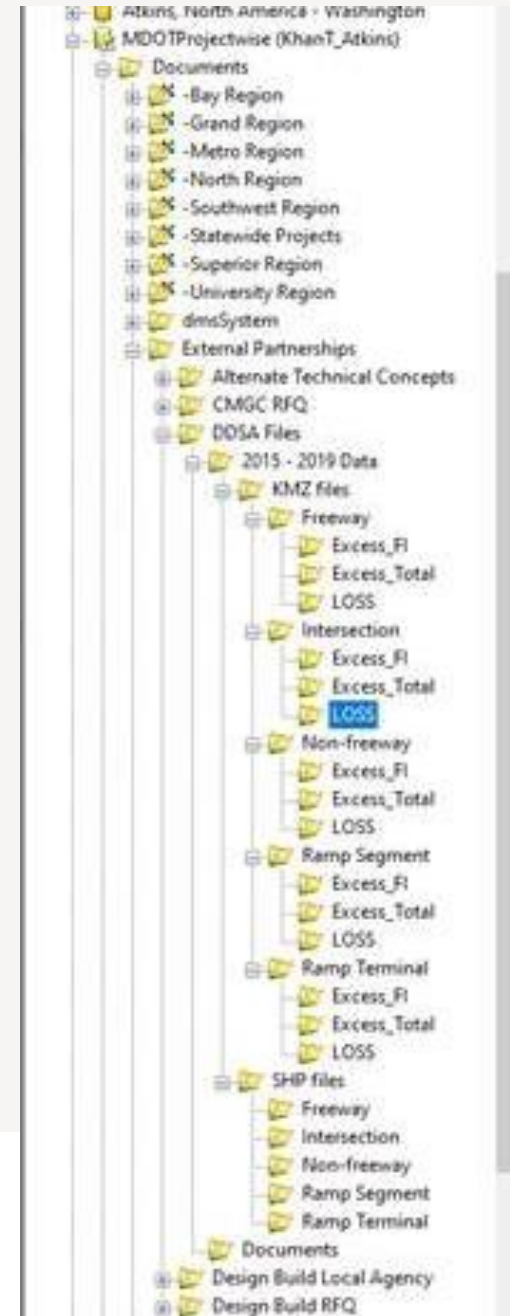 Atkins, North America - Washington
MDOTProjectwise (KhanT_Atkins)
Documents
-Bay Region
-Grand Region
-Metro Region
-North Region
-Southwest Region
-Statewide Projects
-Superior Region
-University Region
dmsSystem
External Partnerships
Alternate Technical Concepts
CMGC RFQ
DDSA Files
2015 - 2019 Data
KMZ files
Freeway
Excess_FI
Excess_Total
LOSS
Intersection
Excess_FI
Excess_Total
LOSS
Non-freeway
Excess_FI
Excess_Total
LOSS
Ramp Segment
Excess_FI
Excess_Total
LOSS
Ramp Terminal
Excess_FI
Excess_Total
LOSS
SHP files
Freeway
Intersection
Non-freeway
Ramp Segment
Ramp Terminal
Documents
Design Build Local Agency
Design Build RFQ